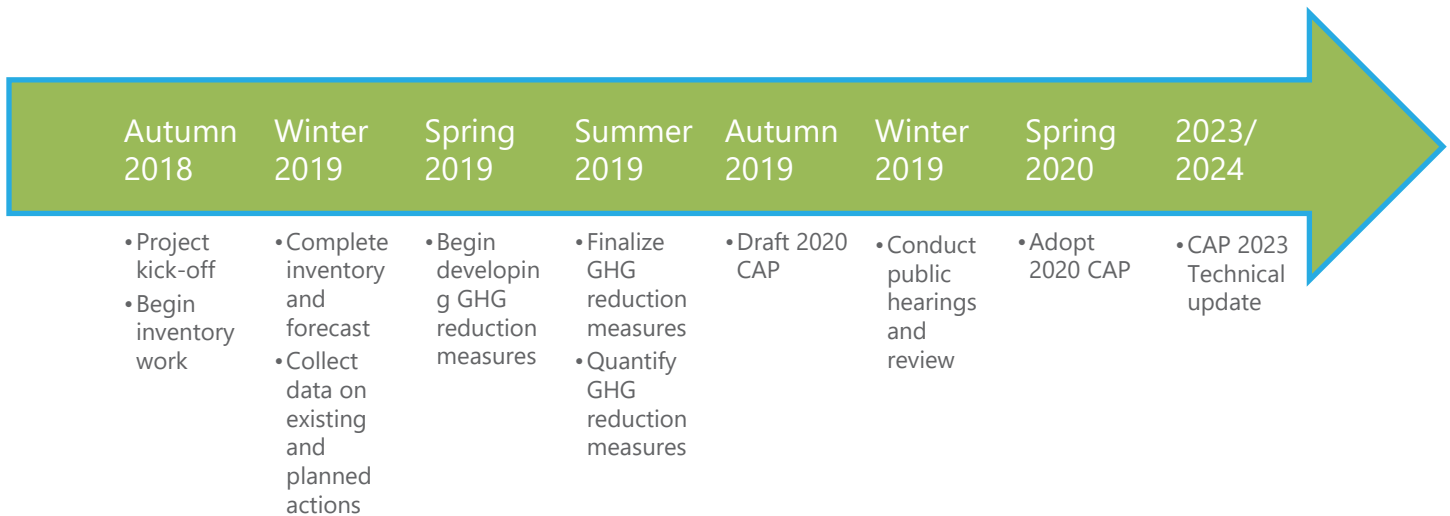 Autumn
2018
Winter
2019
Spring
2019
Summer
2019
Autumn
2019
Winter
2019
Spring
2020
2023/
2024
•Project
kick-off
•Begin
inventory
work
•Complete
inventory
and
forecast
•Collect
data on
existing
and
planned
actions
•Begin
developin
g GHG
reduction
measures
•Finalize
GHG
reduction
measures
•Quantify
GHG
reduction
measures
•Draft 2020
CAP
•Conduct
public
hearings
and
review
•Adopt
2020 CAP
•CAP 2023
Technical
update